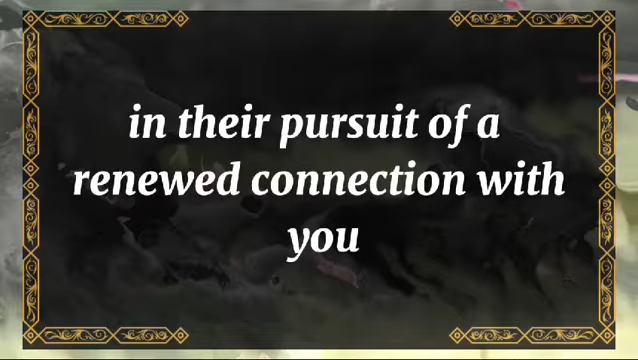 in their pursuit of a
renewed connection with
you